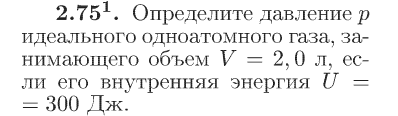 2.75¹. Определите давление p
идеального одноатомного газа, за-
нимающего объем V = 2,0 л, ес-
ли его внутренняя энергия U =
= 300 Дж.